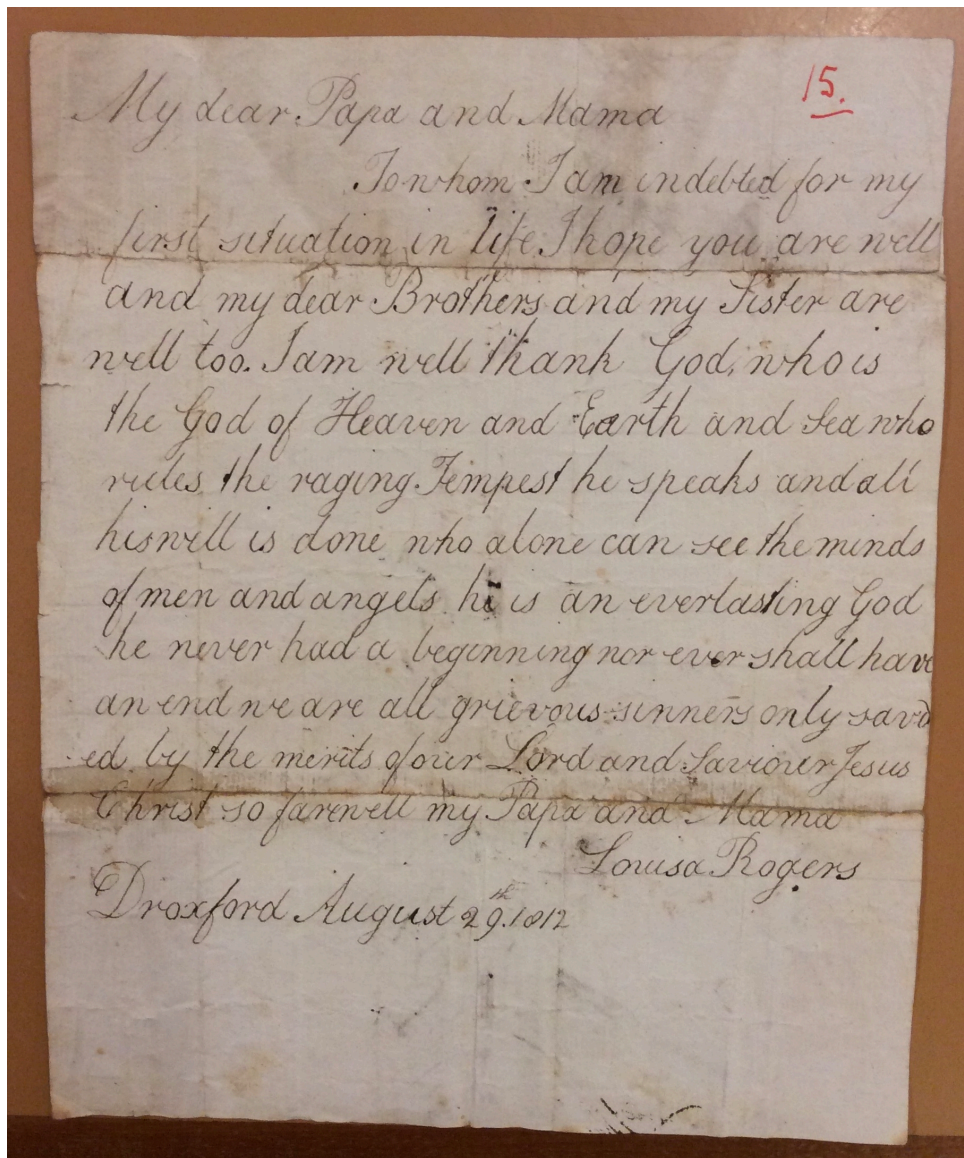 15.
My dear Papa and Mama
To whom I am indebted for my
first situation in life I hope you are well
and my dear Brothers and my Sister are
well too. I am well thank God, who is
the God of Heaven and Earth and Sea who
rules the raging Tempest he speaks and all
his will is done who alone can see the minds
of men and angels he is an everlasting God
he never had a beginning nor ever shall have
an end we are all grievous sinners only sav'd
ed by the merits of our Lord and Saviour Jesus
Christ so farewell my Papa and Mama
Louisa Rogers
Droxford August 29th. 1812